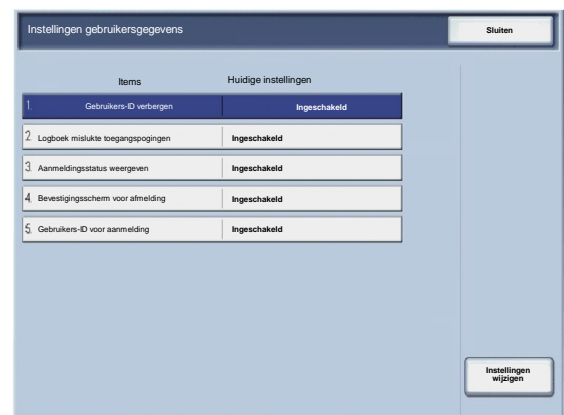 Instellingen gebruikersgegevens
Sluiten
Items
Huidige instellingen
1. Gebruikers-ID verbergen
Ingeschakeld
2. Logboek mislukte toegangspogingen
Ingeschakeld
3. Aanmeldingsstatus weergeven
Ingeschakeld
4. Bevestigingsscherm voor afmelding
Ingeschakeld
5. Gebruikers-ID voor aanmelding
Ingeschakeld
Instellingen
wijzigen